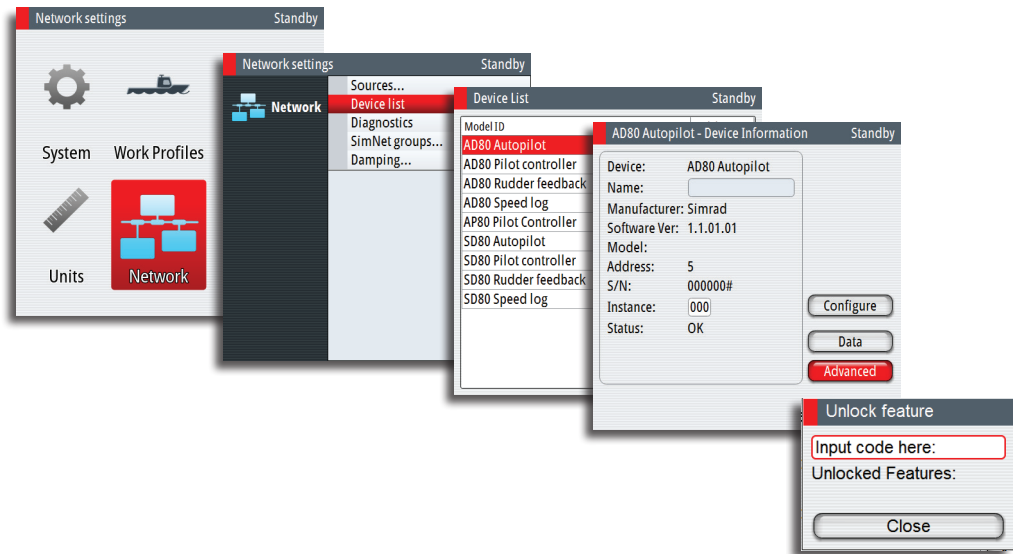 Network settings Standby
System Work Profiles
Units Network
Network settings Standby
Network
Sources...
Device list
Diagnostics
SimNet groups...
Damping...
Device List Standby
Model ID
AD80 Autopilot
AD80 Pilot controller
AD80 Rudder feedback
AD80 Speed log
AP80 Pilot Controller
SD80 Autopilot
SD80 Pilot controller
SD80 Rudder feedback
SD80 Speed log
AD80 Autopilot - Device Information Standby
Device: AD80 Autopilot
Name:
Manufacturer: Simrad
Software Ver: 1.1.01.01
Model:
Address: 5
S/N: 000000#
Instance: 000
Status: OK
Configure
Data
Advanced
Unlock feature
Input code here:
Unlocked Features:
Close